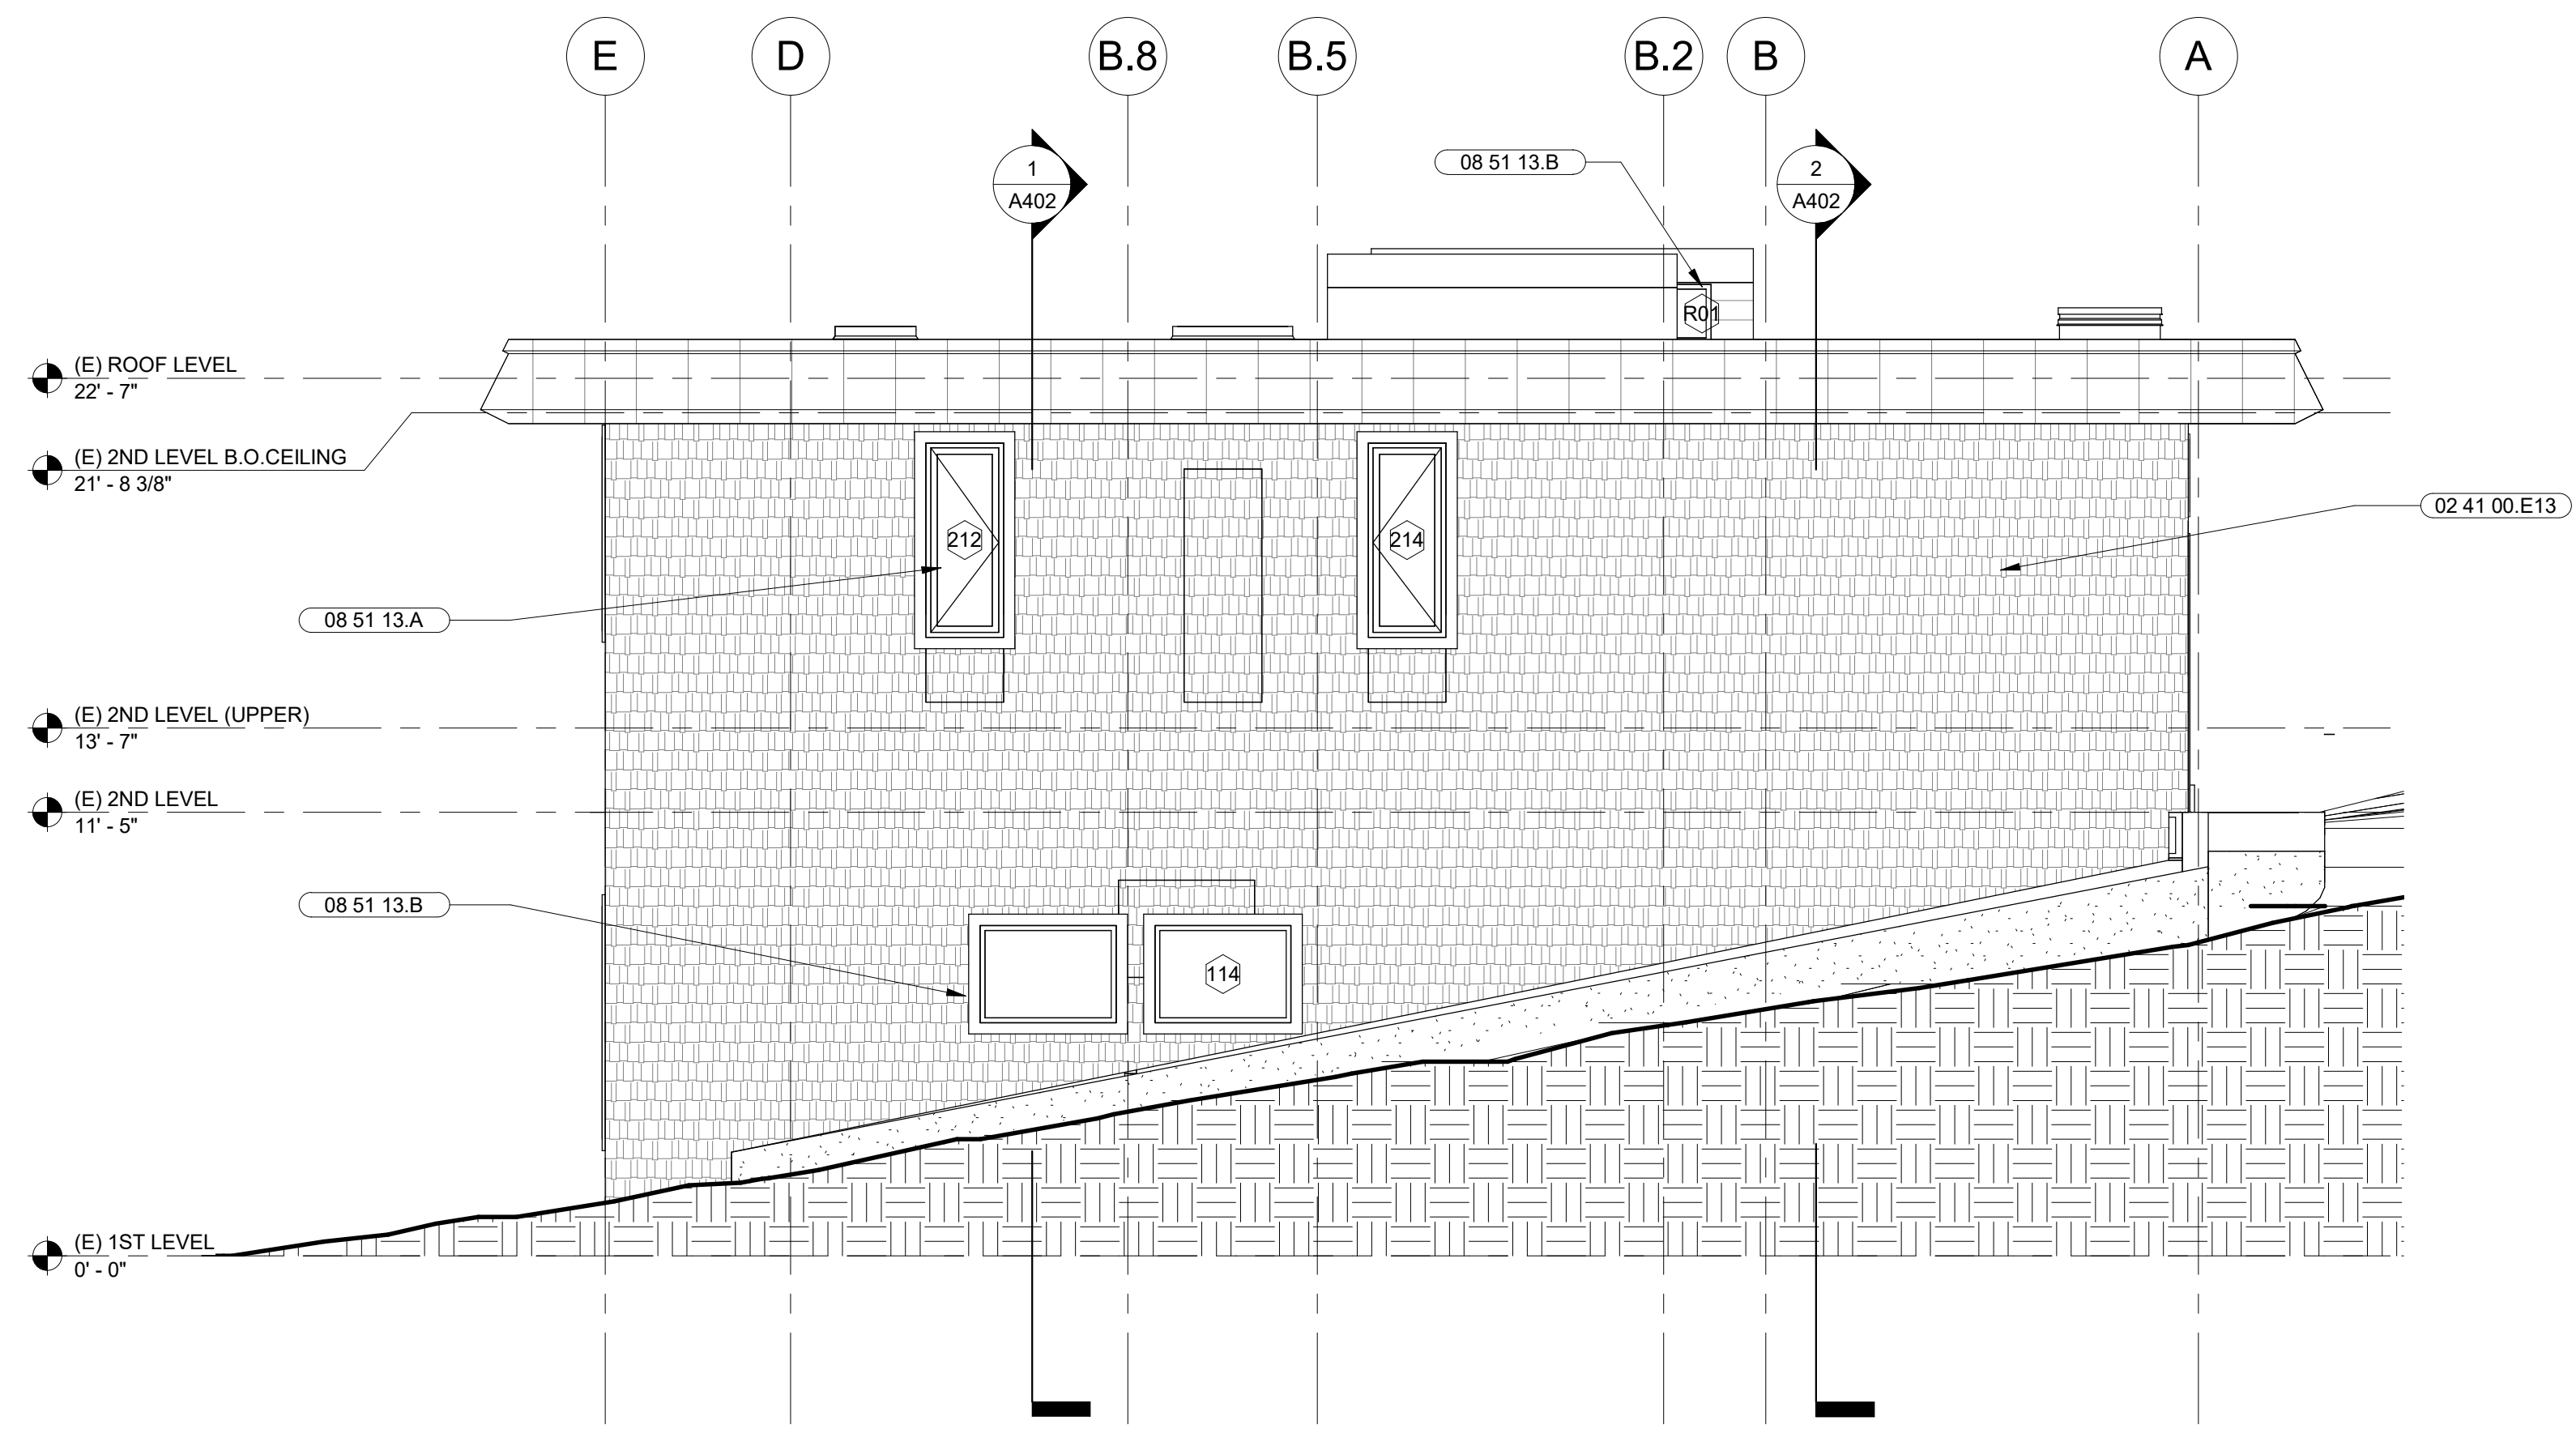 E
D
B.8
B.5
B.2
B
A
1
A402
08 51 13.B
2
A402
R01
(E) ROOF LEVEL
22' - 7"
(E) 2ND LEVEL B.O.CEILING
21' - 8 3/8"
02 41 00.E13
212
214
08 51 13.A
(E) 2ND LEVEL (UPPER)
13' - 7"
(E) 2ND LEVEL
11' - 5"
08 51 13.B
114
(E) 1ST LEVEL
0' - 0"